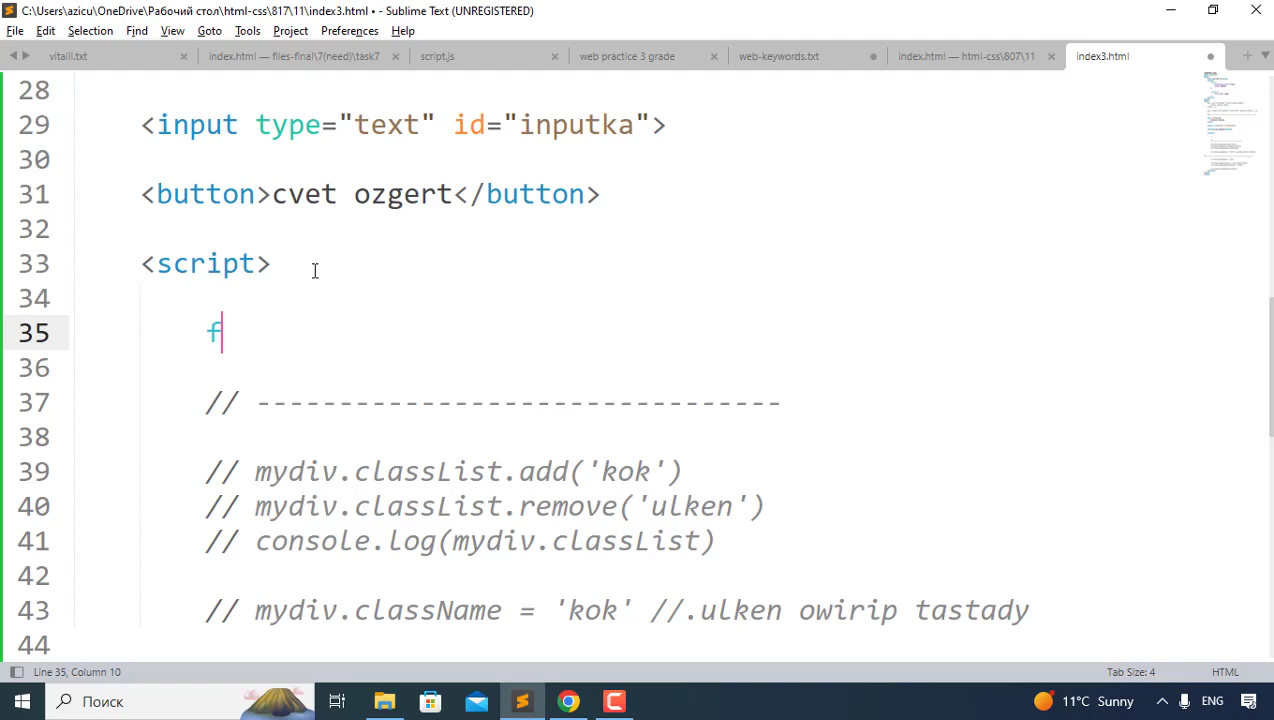 C:\Users\azicu\OneDrive\Рабочий стол\html-css\817\11\index3.html • - Sublime Text (UNREGISTERED)
File Edit Selection Find View Goto Tools Project Preferences Help
vitalii.txt index.html — files-final\7(need)\task7 script.js web practice 3 grade web-keywords.txt index.html — html-css\807\11 index3.html
28
29 <input type="text" id="inputka">
30
31 <button>cvet ozgert</button>
32
33 <script>
34
35 f
36
37 // --------------------------------
38
39 // mydiv.classList.add('kok')
40 // mydiv.classList.remove('ulken')
41 // console.log(mydiv.classList)
42
43 // mydiv.className = 'kok' //.ulken owirip tastady
44
Line 35, Column 10 Tab Size: 4 HTML
Поиск 11°C Sunny ENG